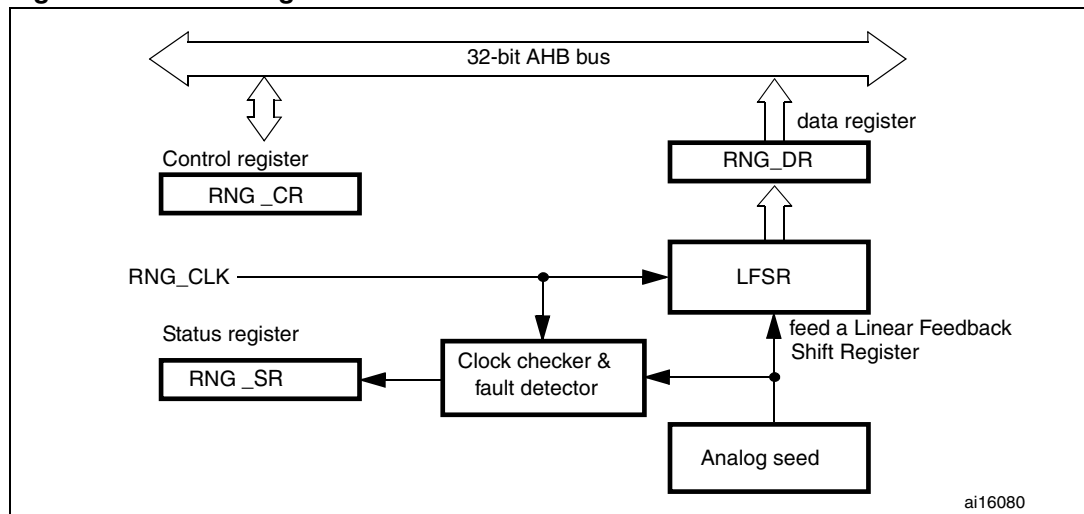 32-bit AHB bus
data register
Control register
RNG_DR
RNG _CR
RNG_CLK
LFSR
feed a Linear Feedback
Shift Register
Status register
Clock checker &
fault detector
RNG _SR
Analog seed
ai16080